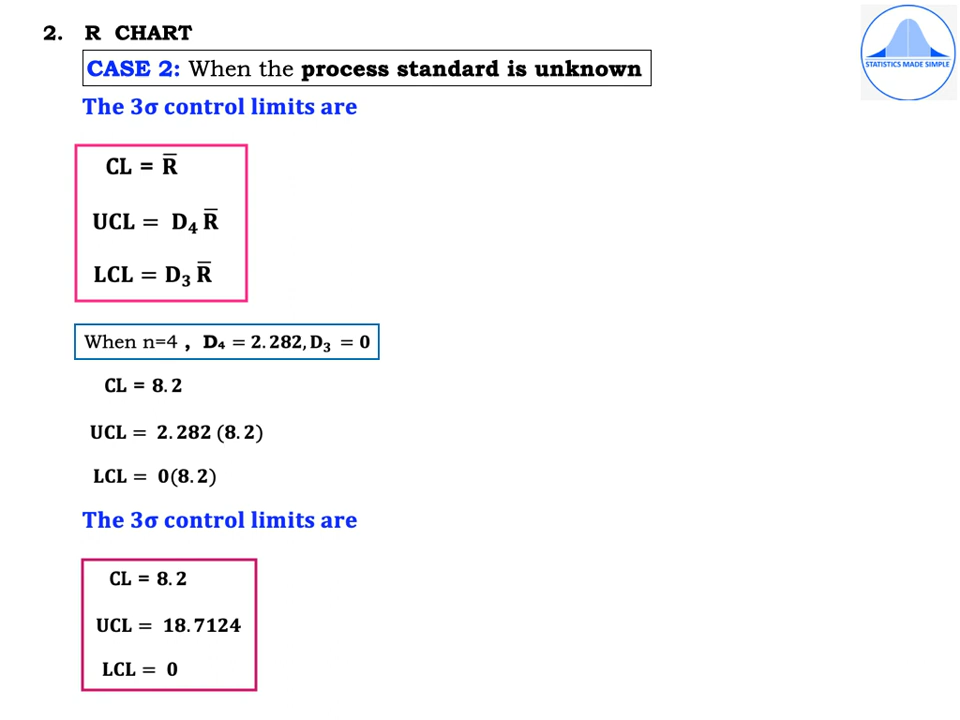 2. R CHART
STATISTICS MADE SIMPLE
CASE 2: When the process standard is unknown
The 3σ control limits are
CL = R̅
UCL = D₄ R̅
LCL = D₃ R̅
When n=4 , D₄ = 2.282, D₃ = 0
CL = 8.2
UCL = 2.282 (8.2)
LCL = 0(8.2)
The 3σ control limits are
CL = 8.2
UCL = 18.7124
LCL = 0